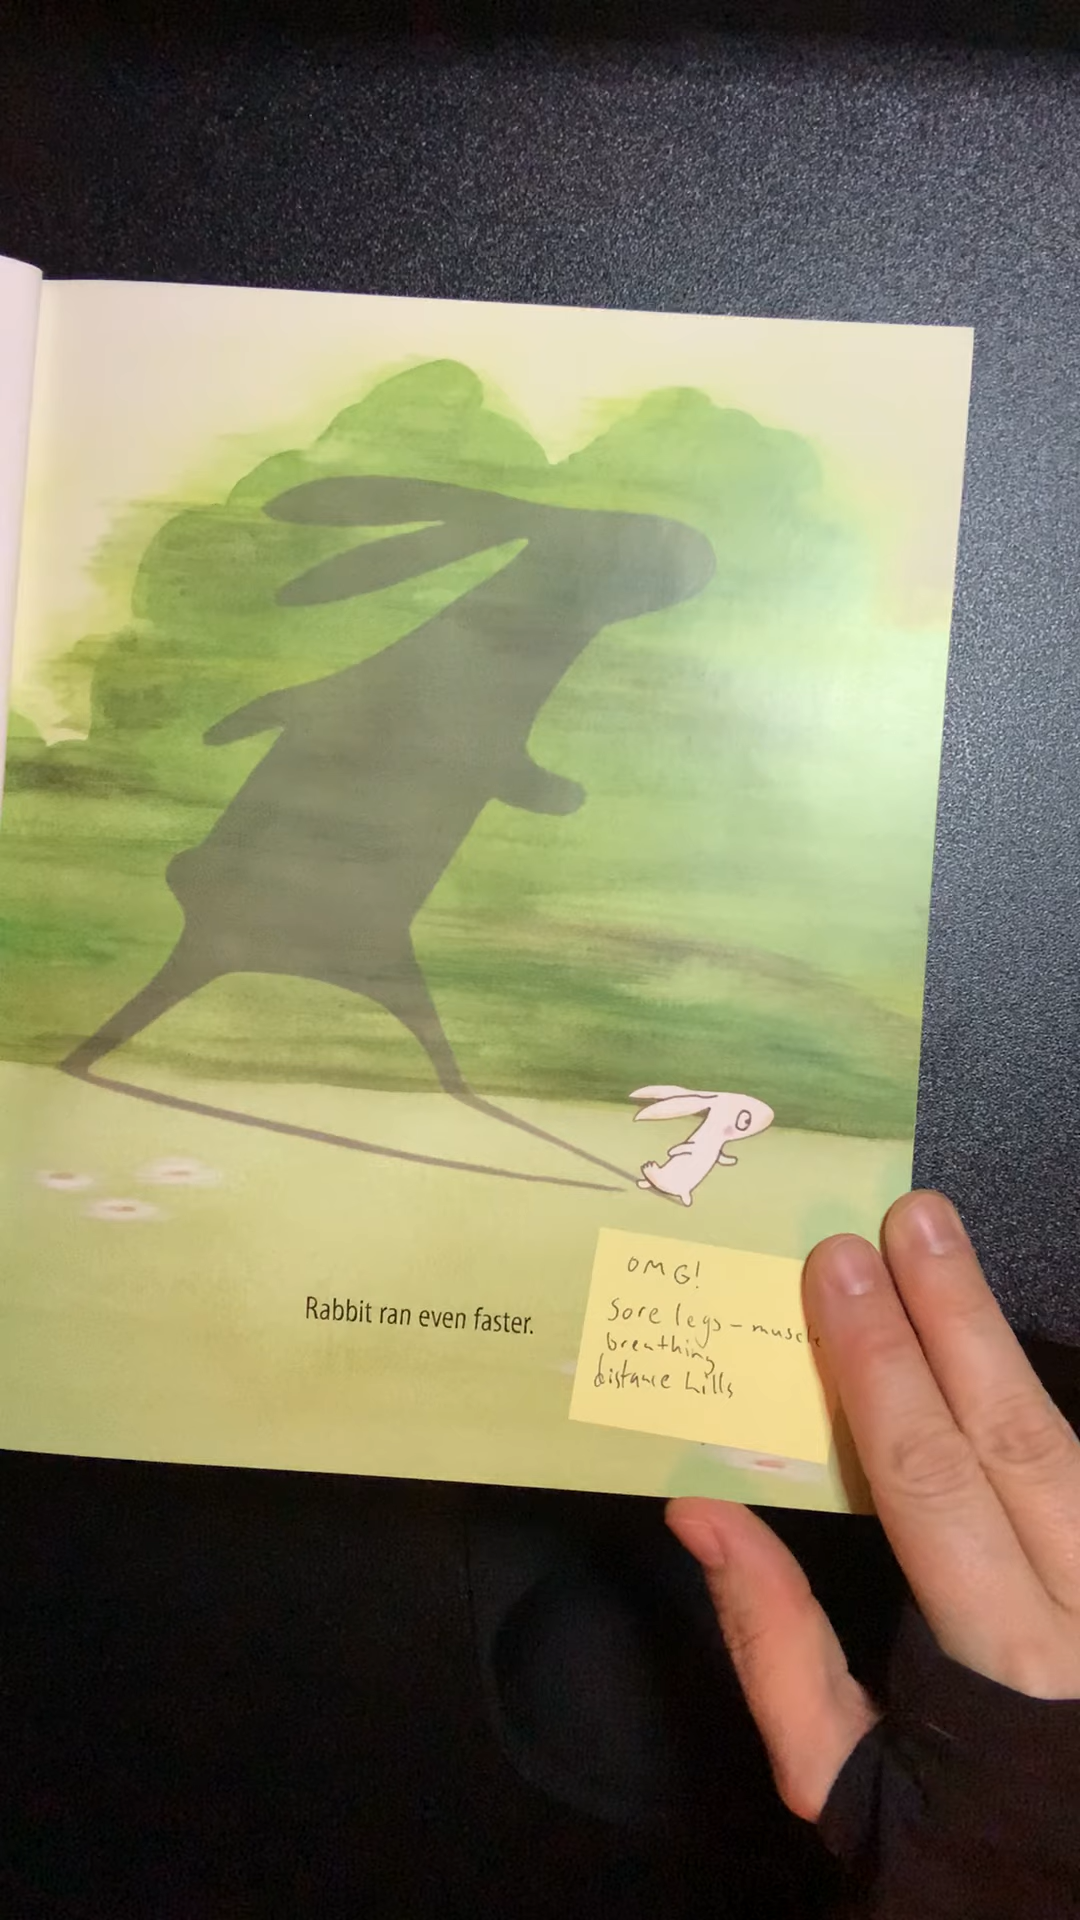 Rabbit ran even faster.
OMG!
Sore legs – muscle
breathing
distance hills